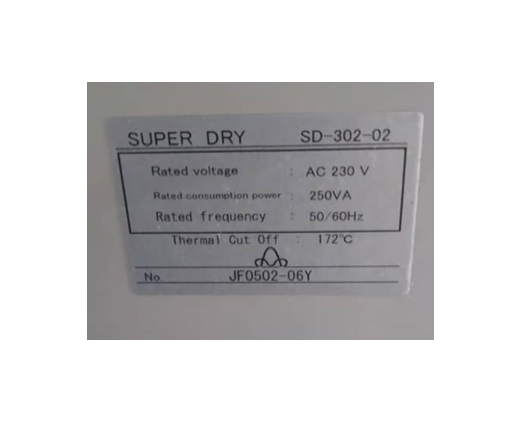 SUPER DRY SD-302-02
Rated voltage : AC 230 V
Rated consumption power : 250VA
Rated frequency : 50/60Hz
Thermal Cut Off : 172℃
No. JF0502-06Y